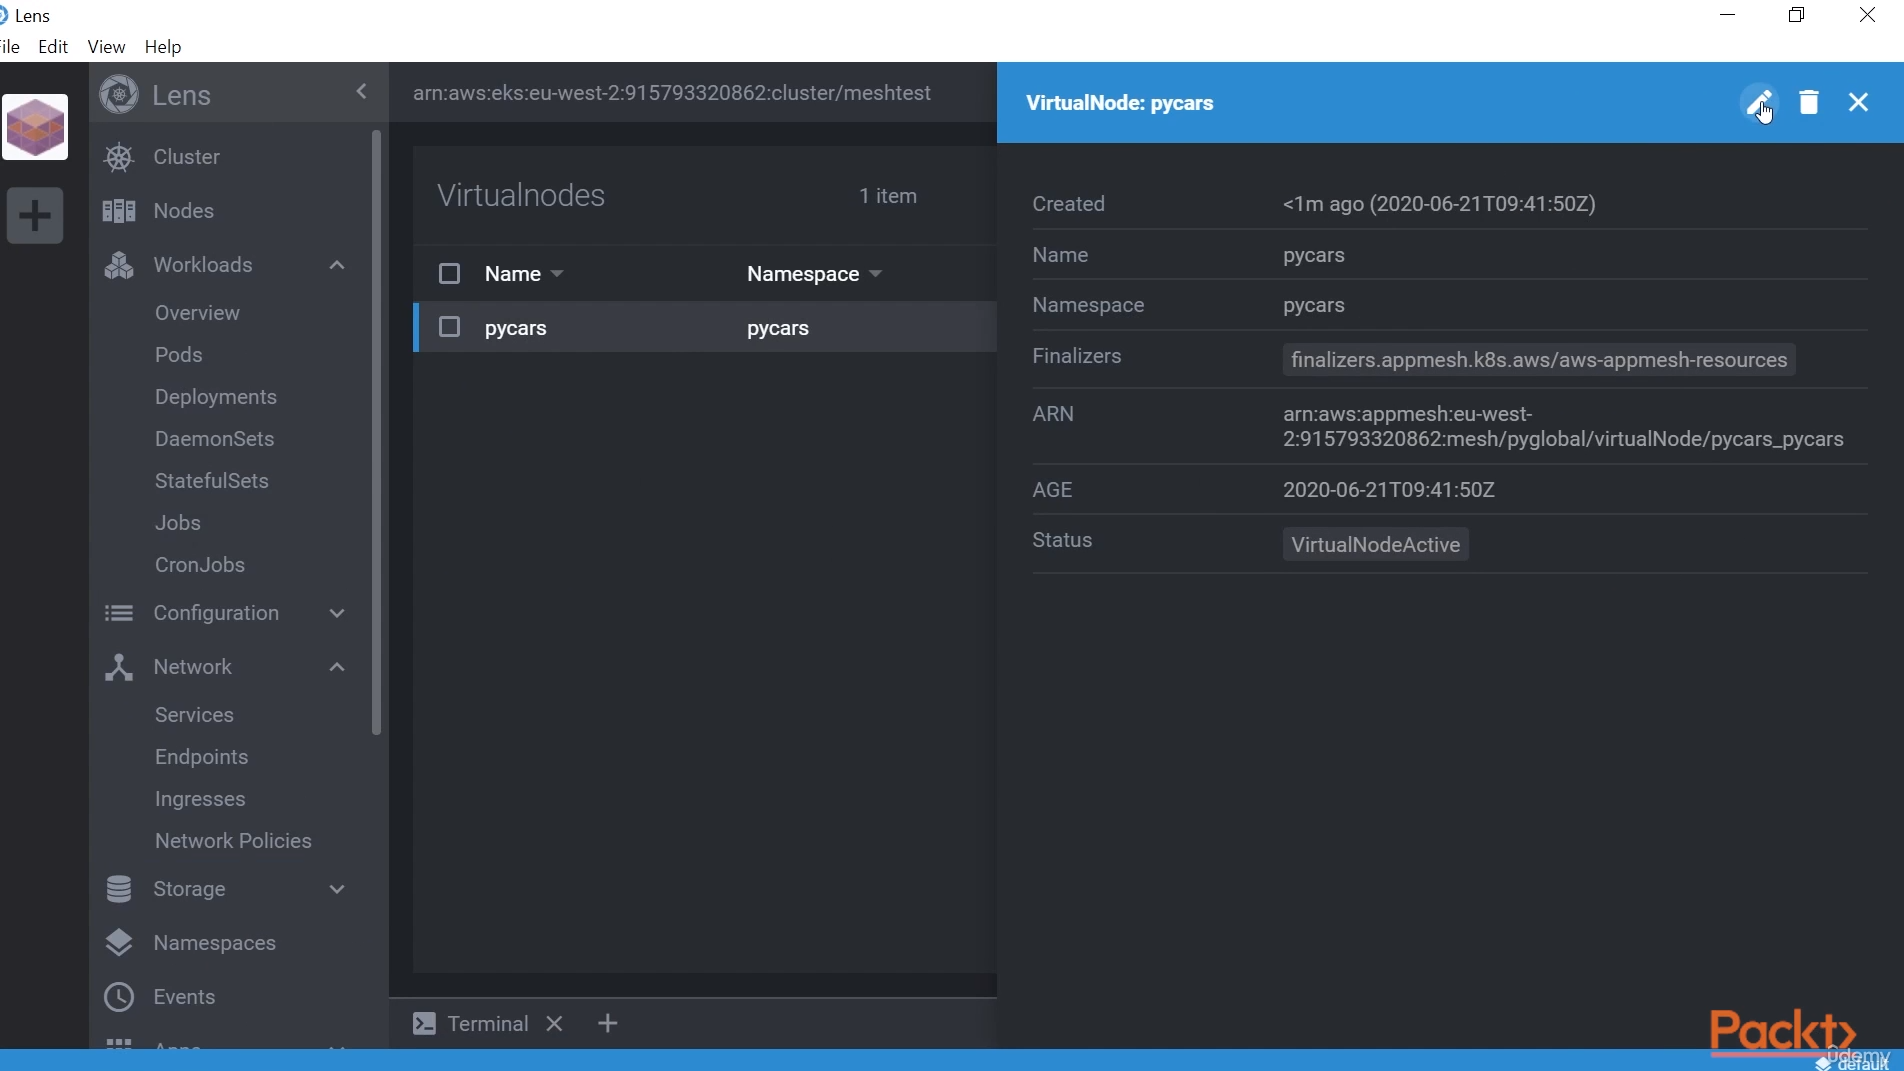 Lens
File Edit View Help
Lens
arn:aws:eks:eu-west-2:915793320862:cluster/meshtest
VirtualNode: pycars
Cluster
Nodes
Workloads
Overview
Pods
Deployments
DaemonSets
StatefulSets
Jobs
CronJobs
Configuration
Network
Services
Endpoints
Ingresses
Network Policies
Storage
Namespaces
Events
Apps
Virtualnodes 1 item
Name Namespace
pycars pycars
Created <1m ago (2020-06-21T09:41:50Z)
Name pycars
Namespace pycars
Finalizers finalizers.appmesh.k8s.aws/aws-appmesh-resources
ARN arn:aws:appmesh:eu-west-
2:915793320862:mesh/pyglobal/virtualNode/pycars_pycars
AGE 2020-06-21T09:41:50Z
Status VirtualNodeActive
Terminal
Packt
ûdemy
default